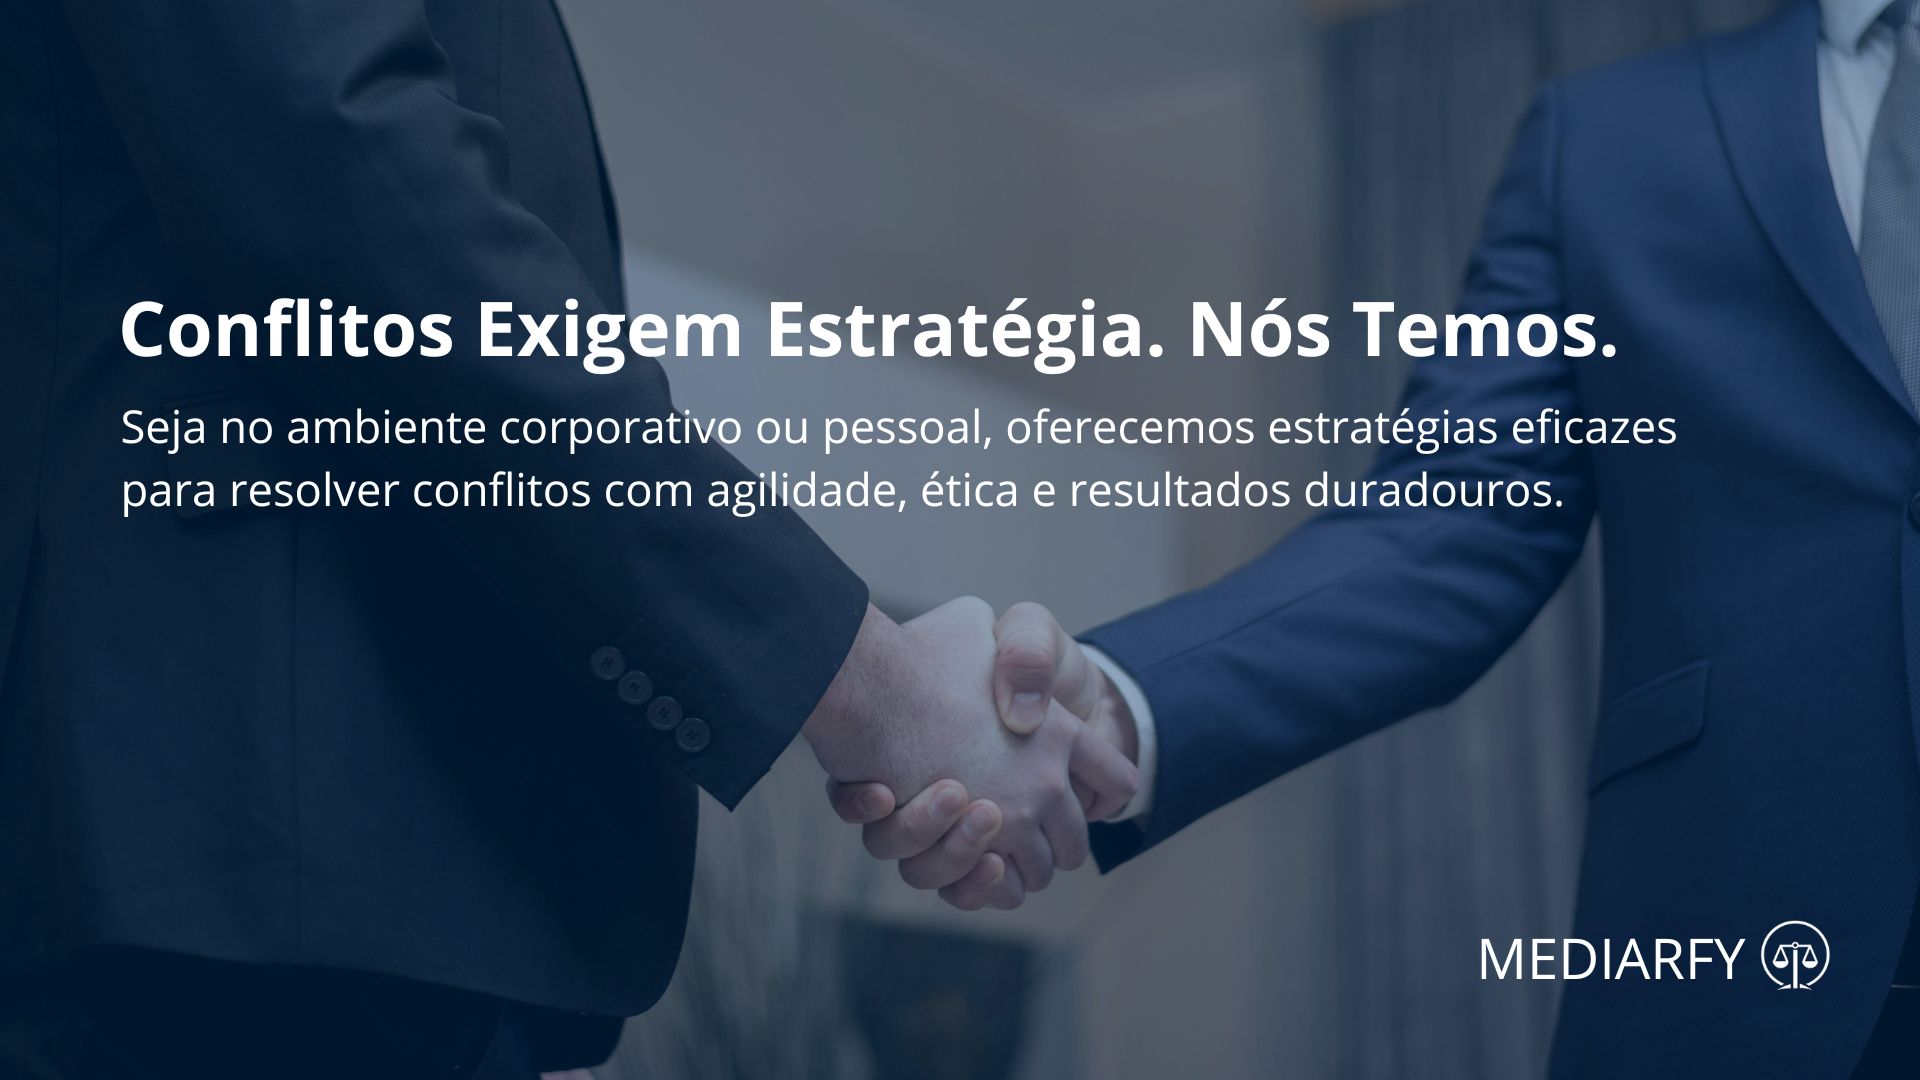 Conflitos Exigem Estratégia. Nós Temos.
Seja no ambiente corporativo ou pessoal, oferecemos estratégias eficazes
para resolver conflitos com agilidade, ética e resultados duradouros.
MEDIARFY